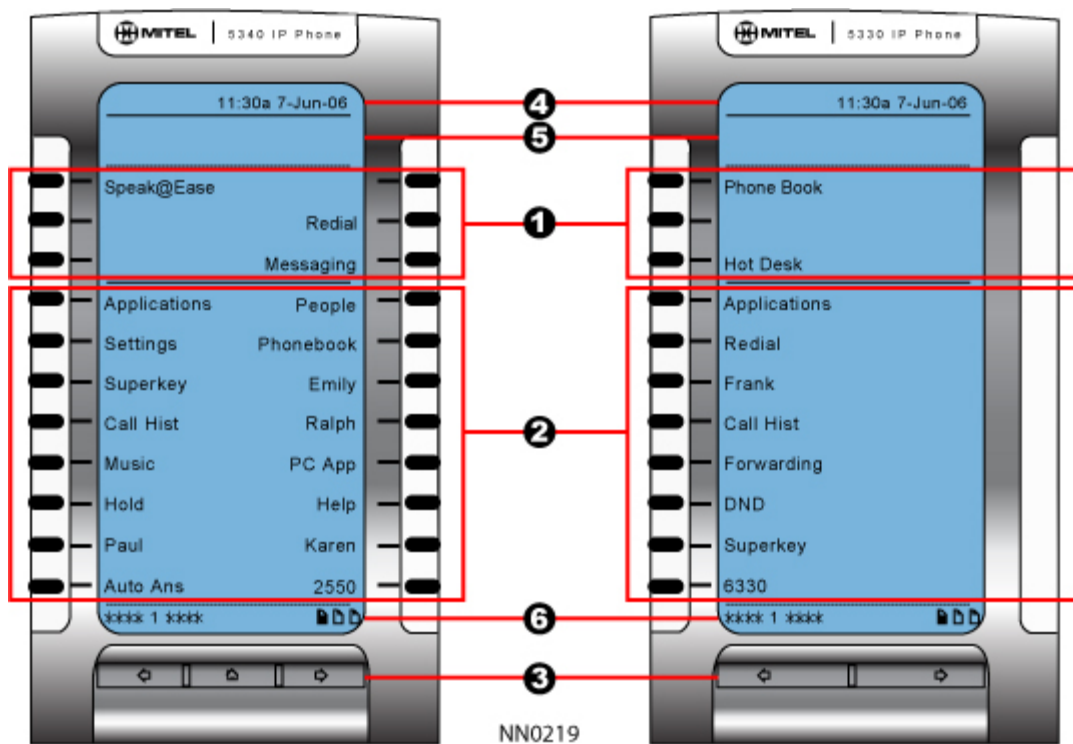 MITEL | 5340 IP Phone
11:30a 7-Jun-06
Speak@Ease
Redial
Messaging
Applications People
Settings Phonebook
Superkey Emily
Call Hist Ralph
Music PC App
Hold Help
Paul Karen
Auto Ans 2550
**** 1 ****
4
5
1
2
6
3
MITEL | 5330 IP Phone
11:30a 7-Jun-06
Phone Book
Hot Desk
Applications
Redial
Frank
Call Hist
Forwarding
DND
Superkey
6330
**** 1 ****
NN0219